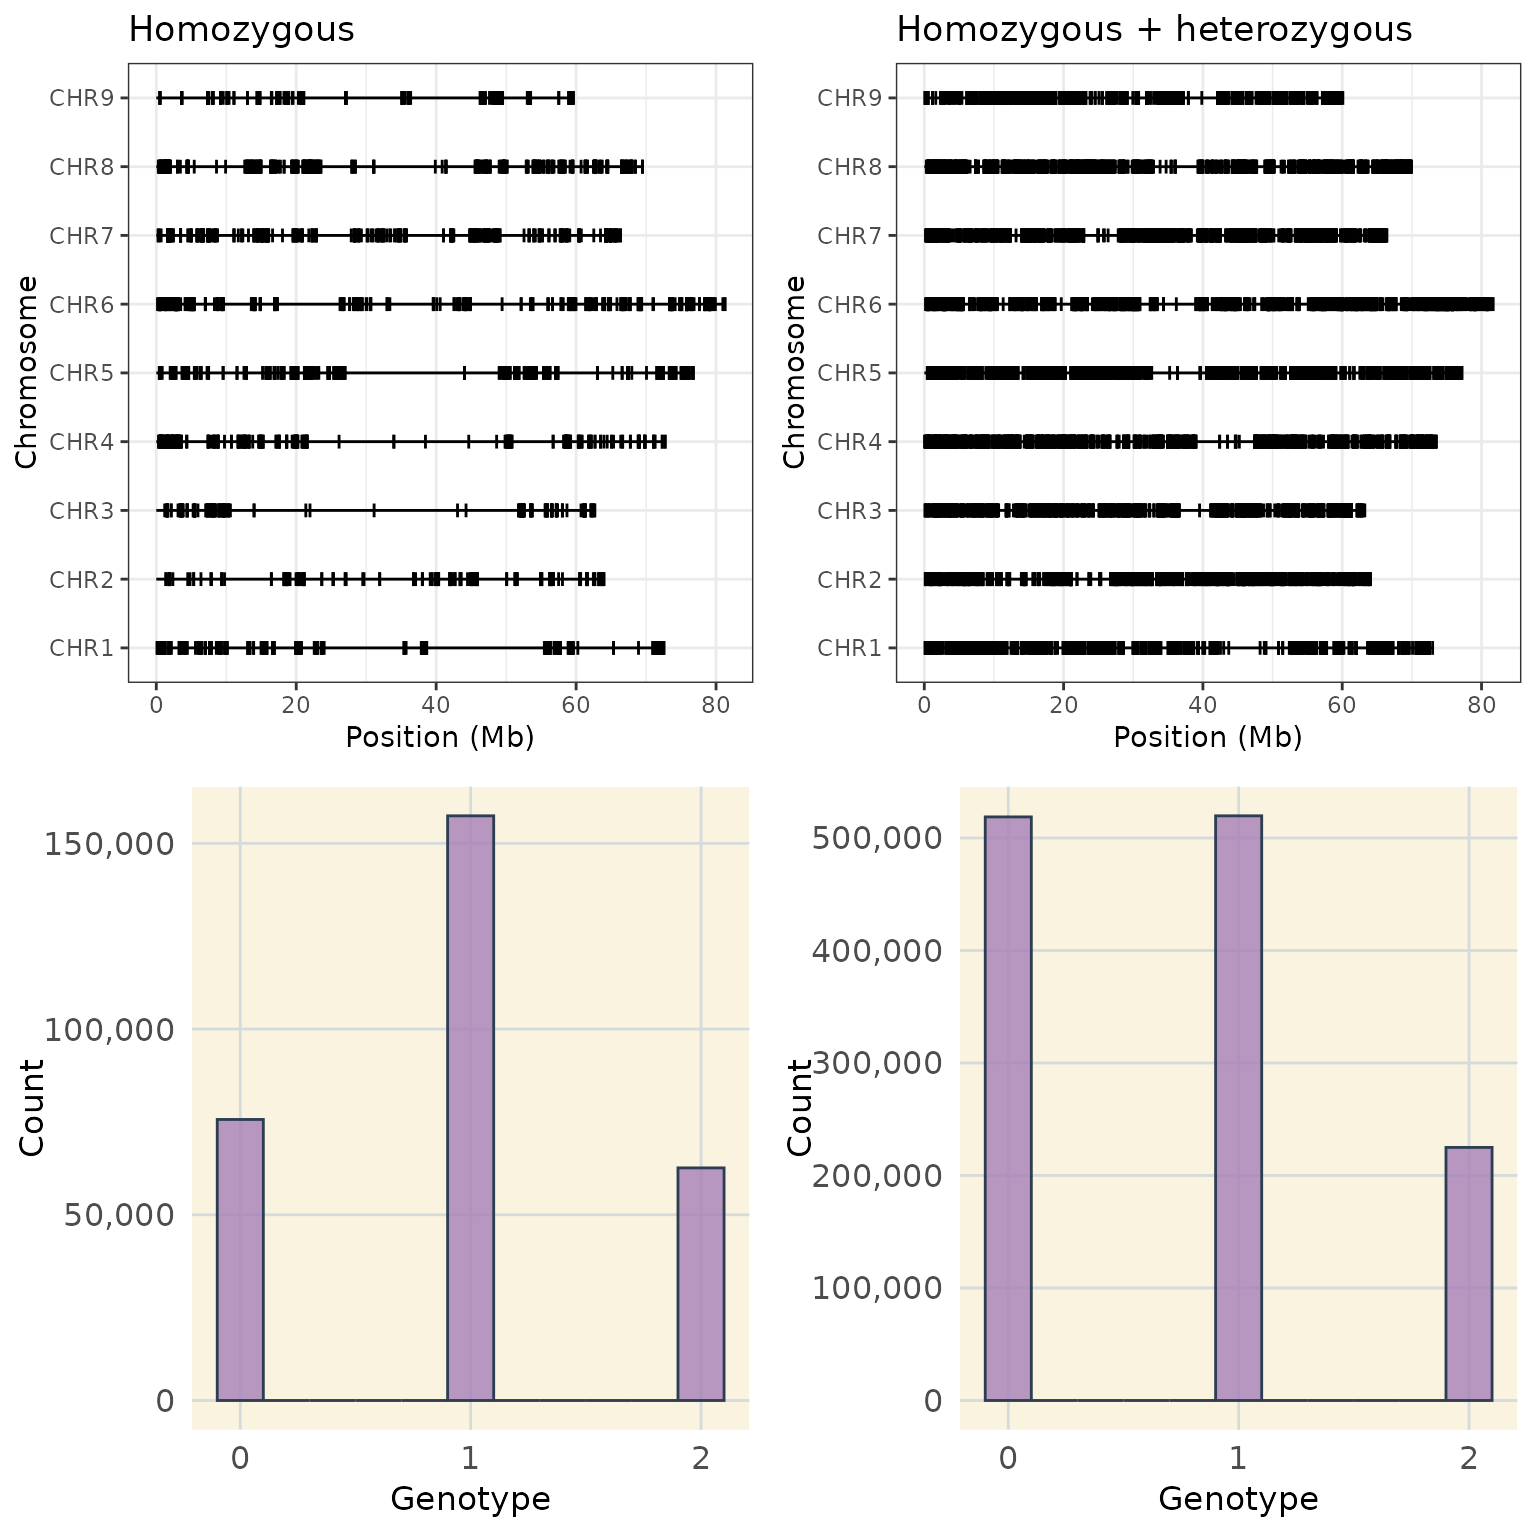 Homozygous
CHR9
CHR8
CHR7
CHR6
CHR5
CHR4
CHR3
CHR2
CHR1
Chromosome
0 20 40 60 80
Position (Mb)
Homozygous + heterozygous
CHR9
CHR8
CHR7
CHR6
CHR5
CHR4
CHR3
CHR2
CHR1
Chromosome
0 20 40 60 80
Position (Mb)
150,000
100,000
50,000
0
Count
0 1 2
Genotype
500,000
400,000
300,000
200,000
100,000
0
Count
0 1 2
Genotype